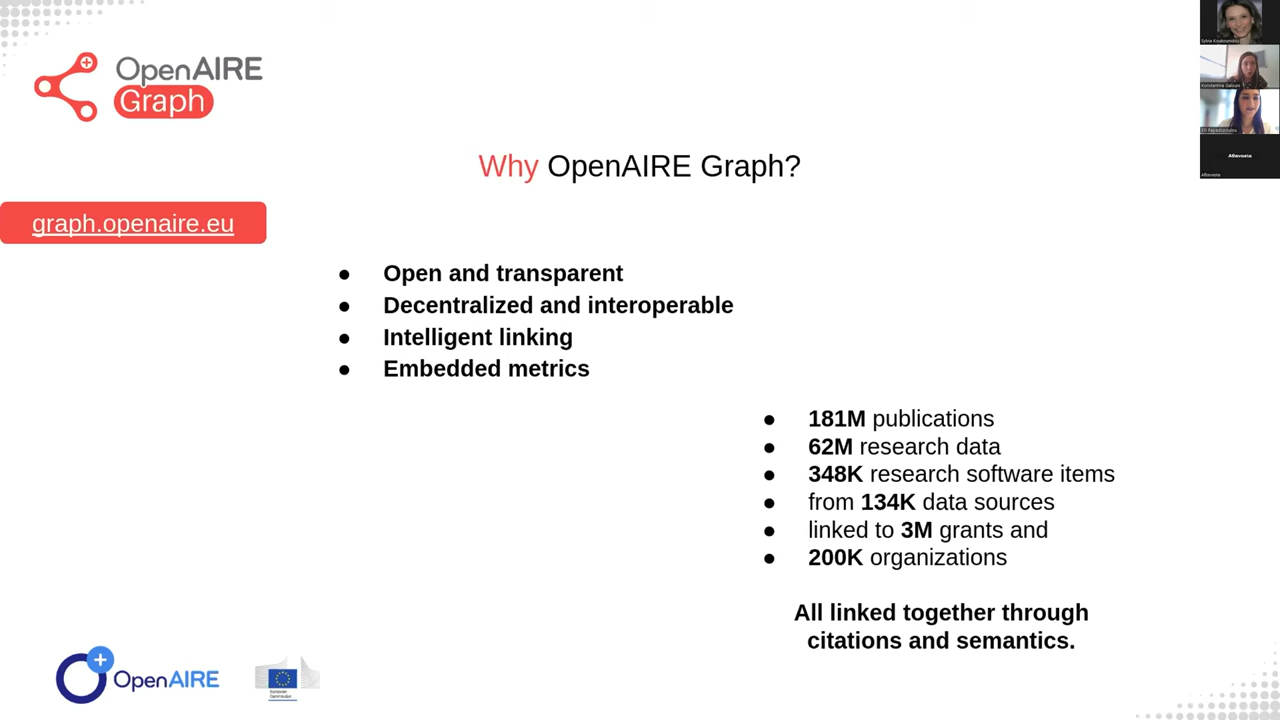 OpenAIRE
Graph
Why OpenAIRE Graph?
graph.openaire.eu
● Open and transparent
● Decentralized and interoperable
● Intelligent linking
● Embedded metrics
● 181M publications
● 62M research data
● 348K research software items
● from 134K data sources
● linked to 3M grants and
● 200K organizations
All linked together through
citations and semantics.
OpenAIRE
European
Commission